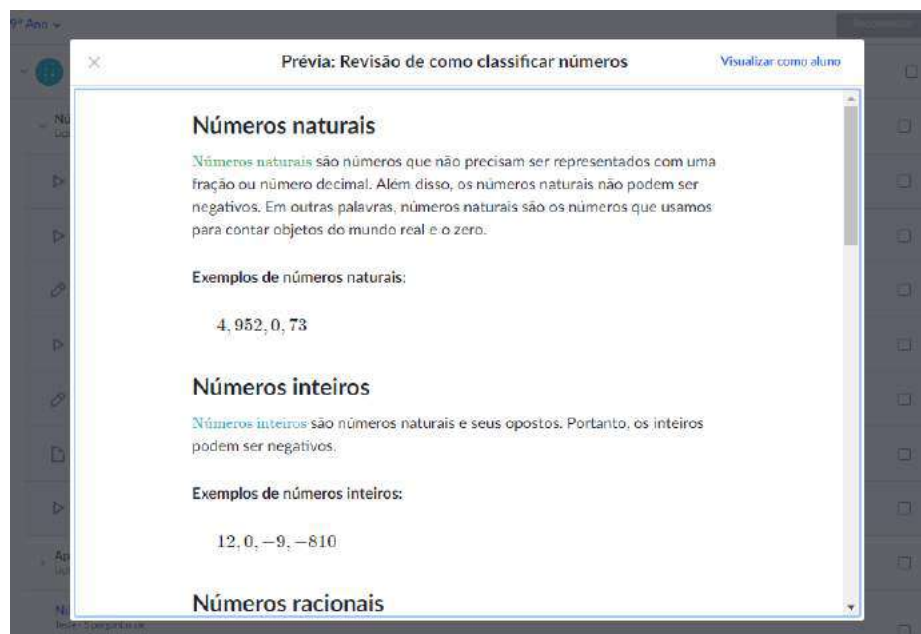 9º Ano
Prévia: Revisão de como classificar números
Visualizar como aluno
Números naturais
Números naturais são números que não precisam ser representados com uma
fração ou número decimal. Além disso, os números naturais não podem ser
negativos. Em outras palavras, números naturais são os números que usamos
para contar objetos do mundo real e o zero.
Exemplos de números naturais:
4, 952, 0, 73
Números inteiros
Números inteiros são números naturais e seus opostos. Portanto, os inteiros
podem ser negativos.
Exemplos de números inteiros:
12, 0, −9, −810
Números racionais